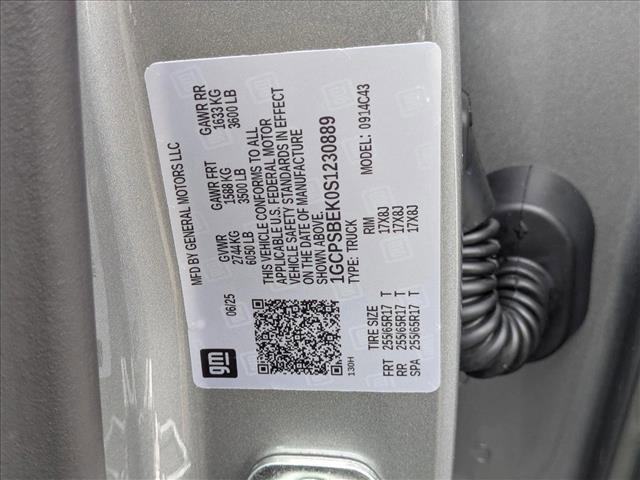 MFD BY GENERAL MOTORS LLC
06/25 GVWR GAWR FRT GAWR RR
2744 KG 1588 KG 1633 KG
6050 LB 3500 LB 3600 LB
THIS VEHICLE CONFORMS TO ALL
APPLICABLE U.S. FEDERAL MOTOR
VEHICLE SAFETY STANDARDS IN EFFECT
ON THE DATE OF MANUFACTURE
SHOWN ABOVE.
1GCPSBEK0S1230889
TYPE: TRUCK MODEL: 0914C43
gm
130H
TIRE SIZE RIM
FRT 255/65R17 T 17X8J
RR 255/65R17 T 17X8J
SPA 255/65R17 T 17X8J